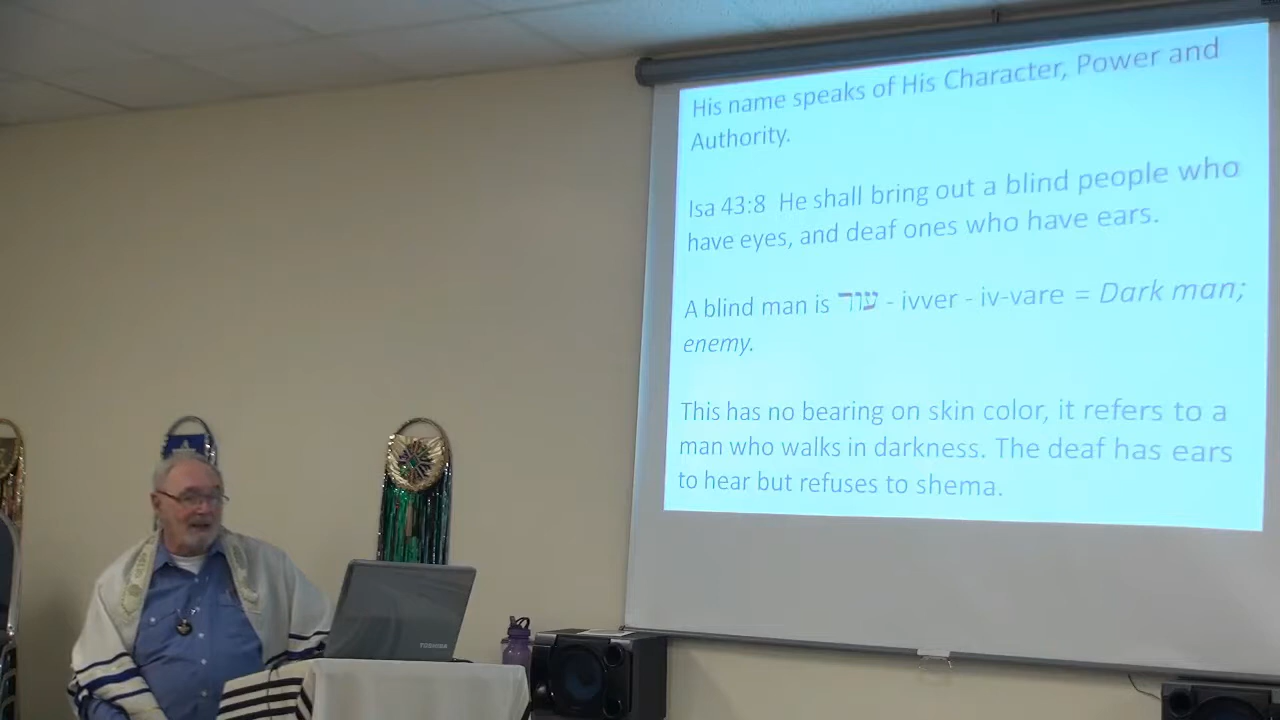 His name speaks of His Character, Power and
Authority.
Isa 43:8 He shall bring out a blind people who
have eyes, and deaf ones who have ears.
A blind man is עור - ivver - iv-vare = Dark man;
enemy.
This has no bearing on skin color, it refers to a
man who walks in darkness. The deaf has ears
to hear but refuses to shema.
TOSHIBA